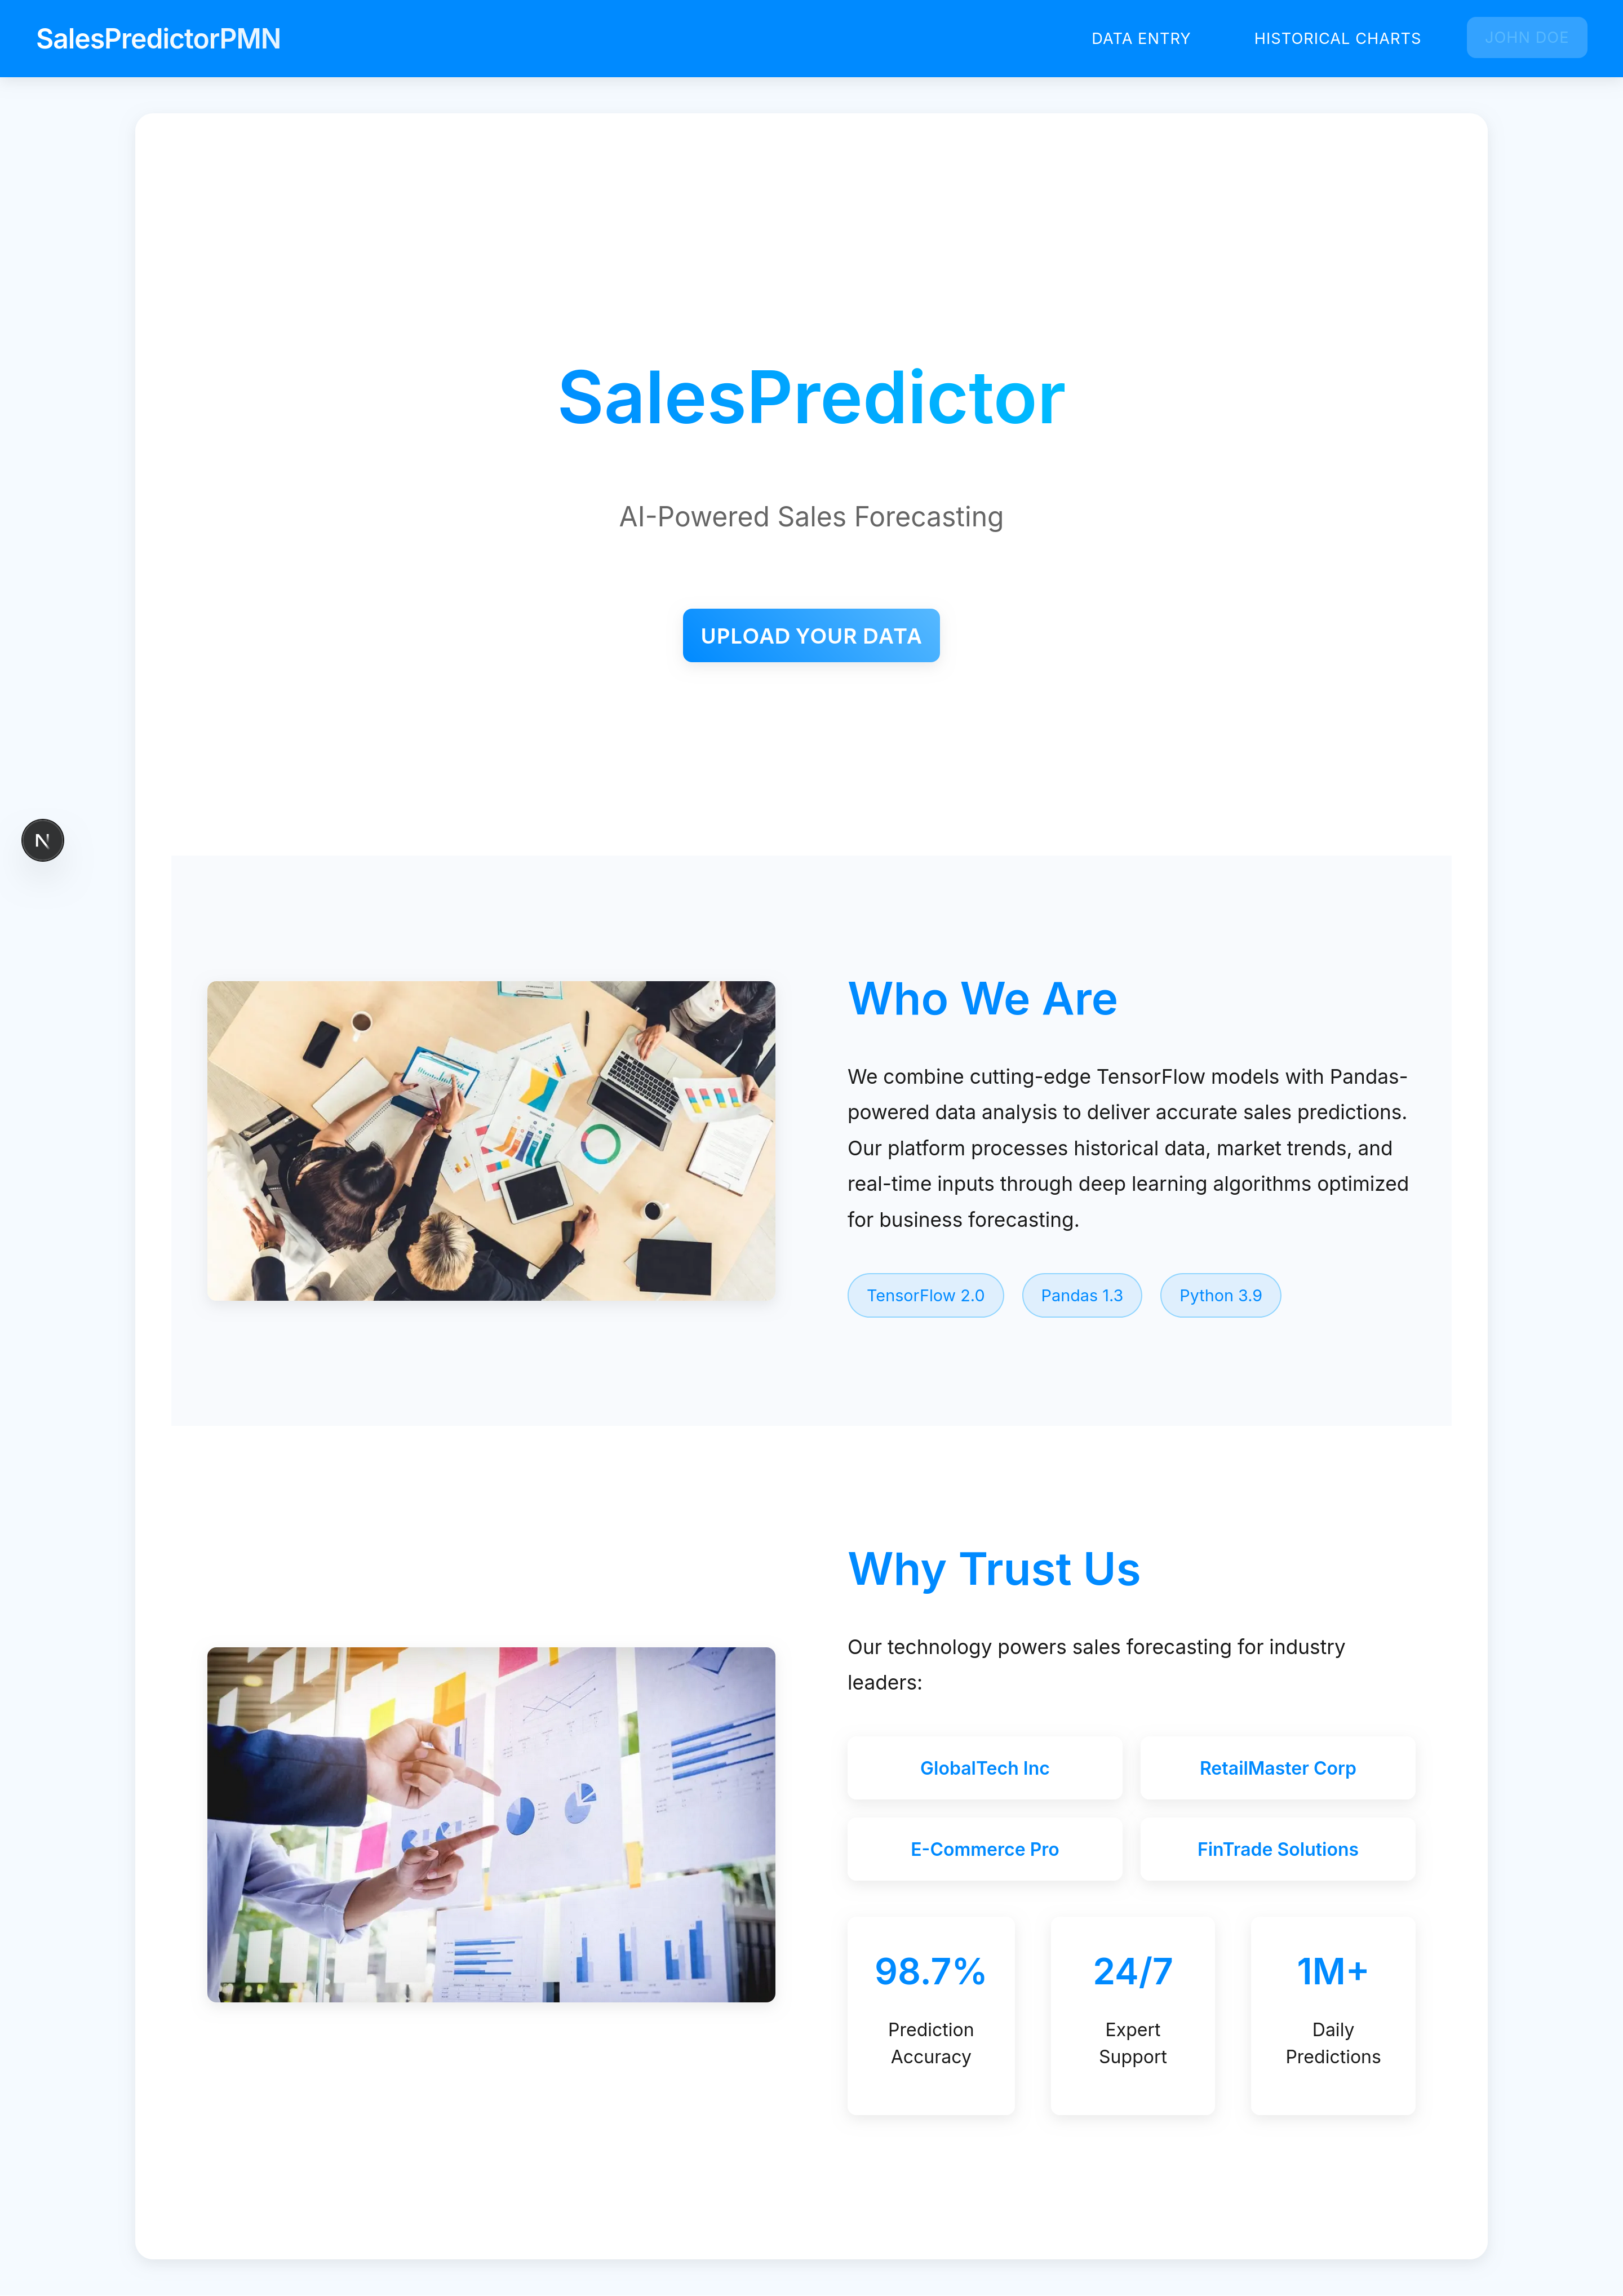 SalesPredictorPMN
DATA ENTRY
HISTORICAL CHARTS
JOHN DOE
SalesPredictor
AI-Powered Sales Forecasting
UPLOAD YOUR DATA
N
Who We Are
We combine cutting-edge TensorFlow models with Pandas-
powered data analysis to deliver accurate sales predictions.
Our platform processes historical data, market trends, and
real-time inputs through deep learning algorithms optimized
for business forecasting.
TensorFlow 2.0
Pandas 1.3
Python 3.9
Why Trust Us
Our technology powers sales forecasting for industry
leaders:
GlobalTech Inc
RetailMaster Corp
E-Commerce Pro
FinTrade Solutions
98.7%
Prediction
Accuracy
24/7
Expert
Support
1M+
Daily
Predictions